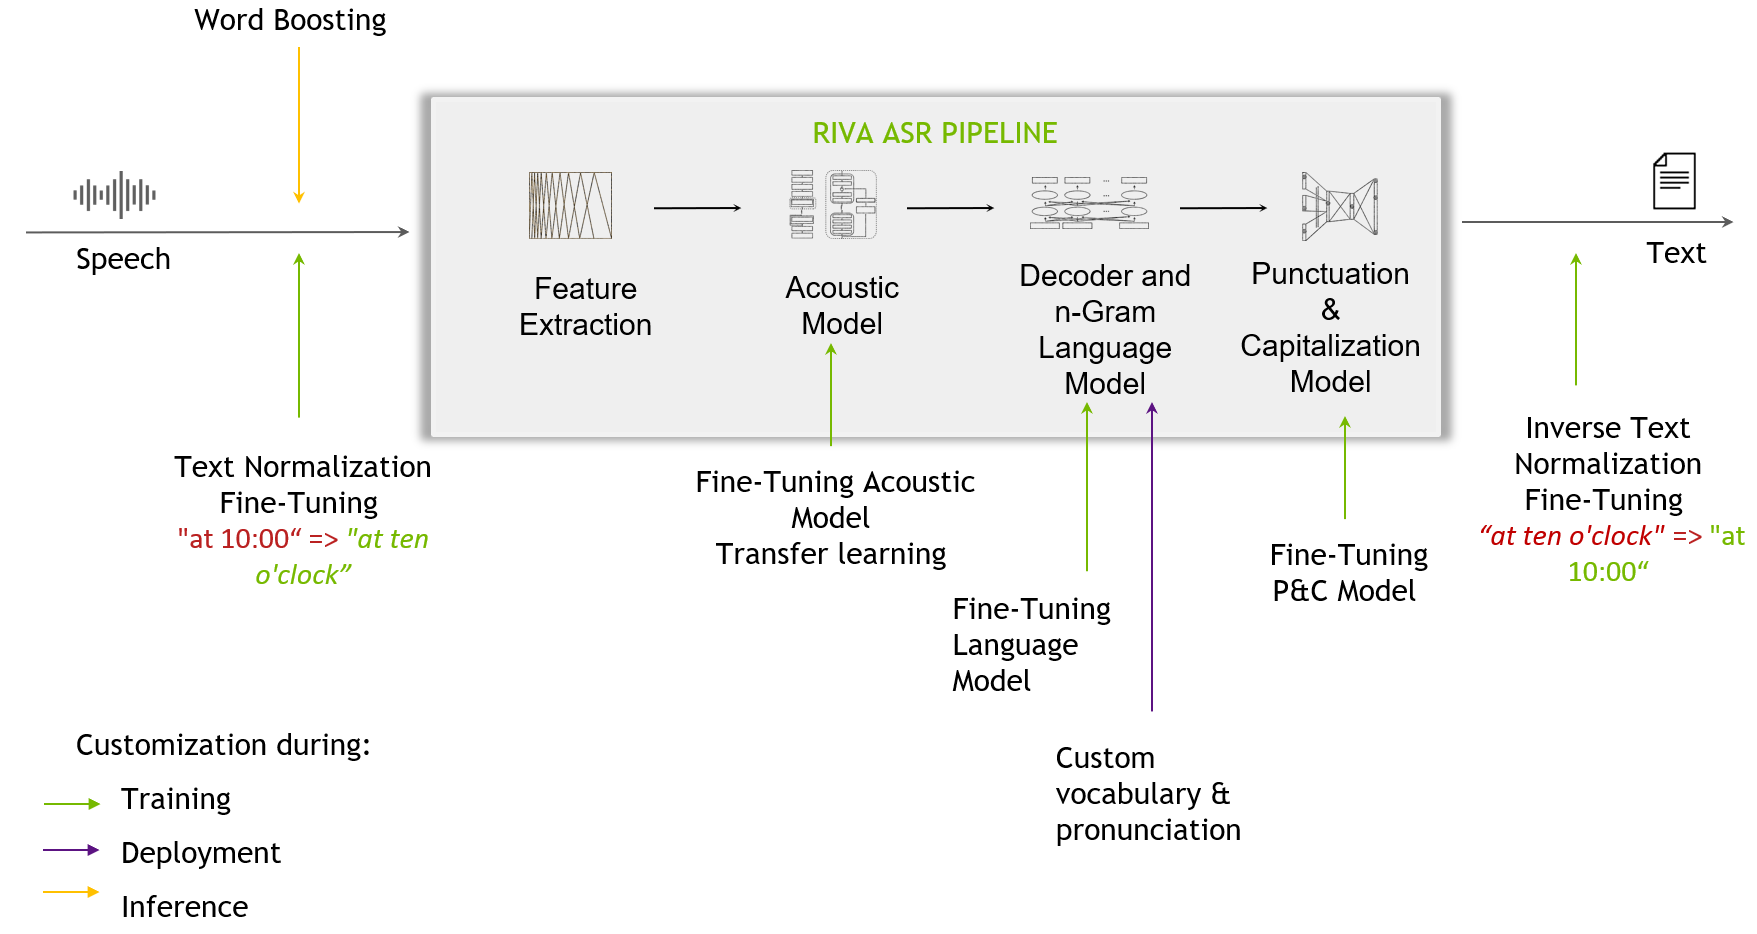 Word Boosting
RIVA ASR PIPELINE
Speech
Feature
Extraction
Acoustic
Model
Decoder and
n-Gram
Language
Model
Punctuation
&
Capitalization
Model
Text
Text Normalization
Fine-Tuning
"at 10:00“ => "at ten
o'clock”
Fine-Tuning Acoustic
Model
Transfer learning
Fine-Tuning
Language
Model
Custom
vocabulary &
pronunciation
Fine-Tuning
P&C Model
Inverse Text
Normalization
Fine-Tuning
“at ten o'clock" => "at
10:00“
Customization during:
Training
Deployment
Inference